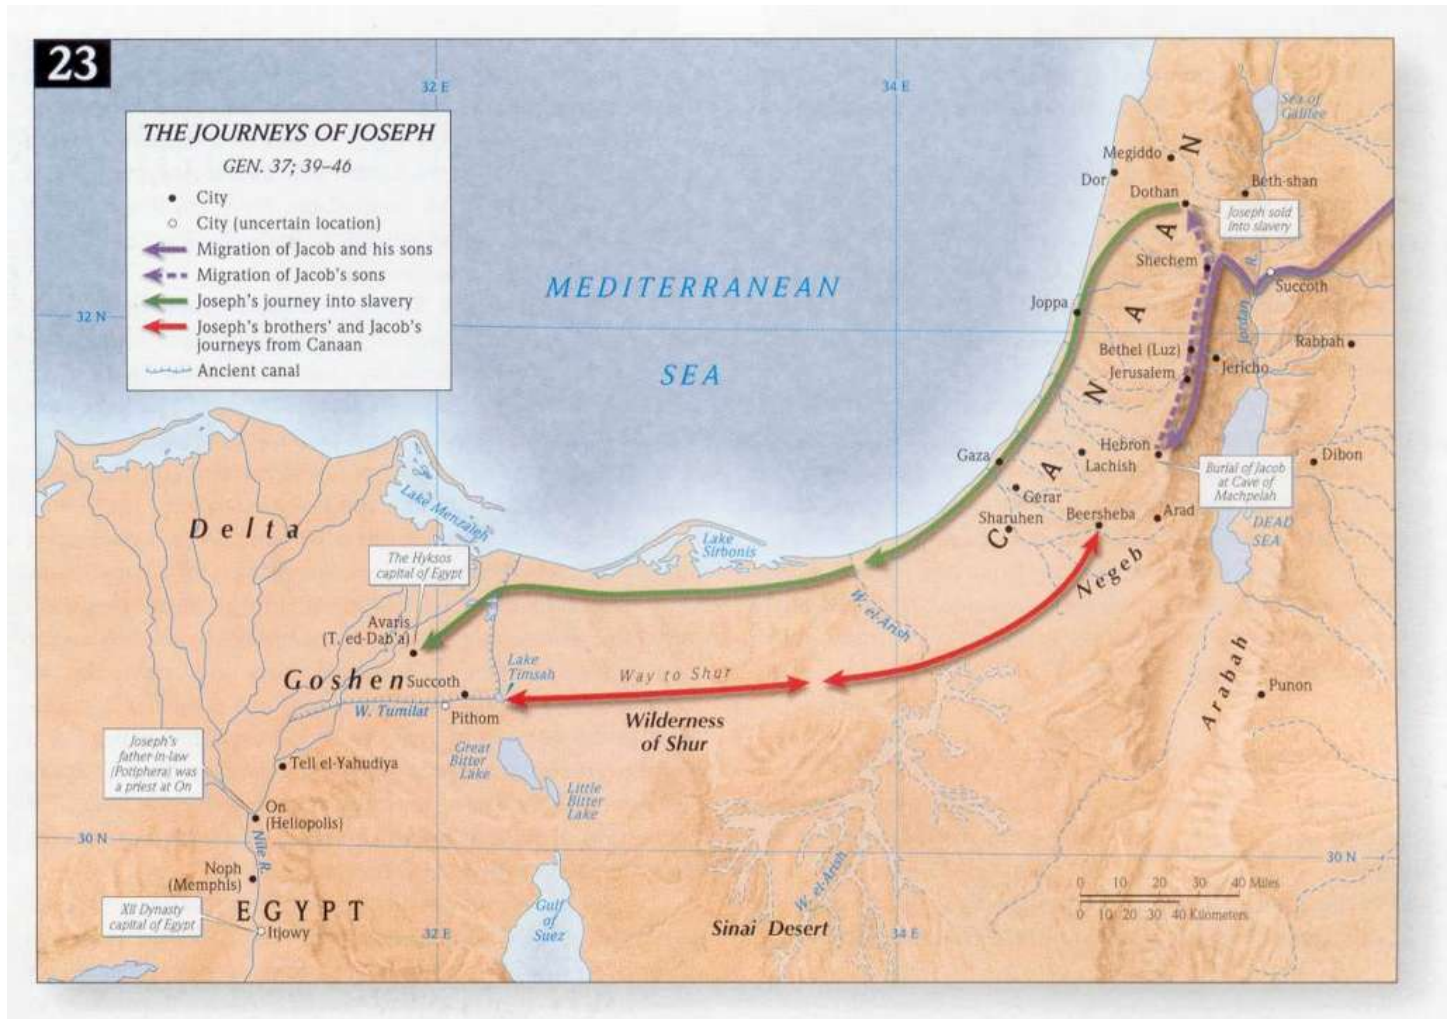 23
32 E
34 E
THE JOURNEYS OF JOSEPH
GEN. 37; 39–46
City
City (uncertain location)
Migration of Jacob and his sons
Migration of Jacob's sons
Joseph's journey into slavery
Joseph's brothers' and Jacob's
journeys from Canaan
Ancient canal
Sea of
Galilee
Megiddo
Dor
Dothan
Beth-shan
Joseph sold
into slavery
Shechem
Succoth
Jordan R.
MEDITERRANEAN
SEA
32 N
Joppa
Rabbah
Bethel (Luz)
Jericho
Jerusalem
CANAAN
Hebron
Lachish
Gaza
Dibon
Burial of Jacob
at Cave of
Machpelah
Gerar
Sharuhen
Beersheba
Arad
DEAD
SEA
Negeb
Lake Menzaleh
Delta
Lake
Sirbonis
The Hyksos
capital of Egypt
W. el-Arish
Avaris
(T. ed-Dab'a)
Goshen
Succoth
Lake
Timsah
Way to Shur
W. Tumilat
Pithom
Wilderness
of Shur
Arabah
Punon
Joseph's
father-in-law
(Potiphera) was
a priest at On
Tell el-Yahudiya
Great
Bitter
Lake
Little
Bitter
Lake
On
(Heliopolis)
30 N
30 N
Nile R.
Noph
(Memphis)
W. el-Arish
0 10 20 30 40 Miles
0 10 20 30 40 Kilometers
XII Dynasty
capital of Egypt
EGYPT
Itjowy
32 E
Gulf
of
Suez
Sinai Desert
34 E